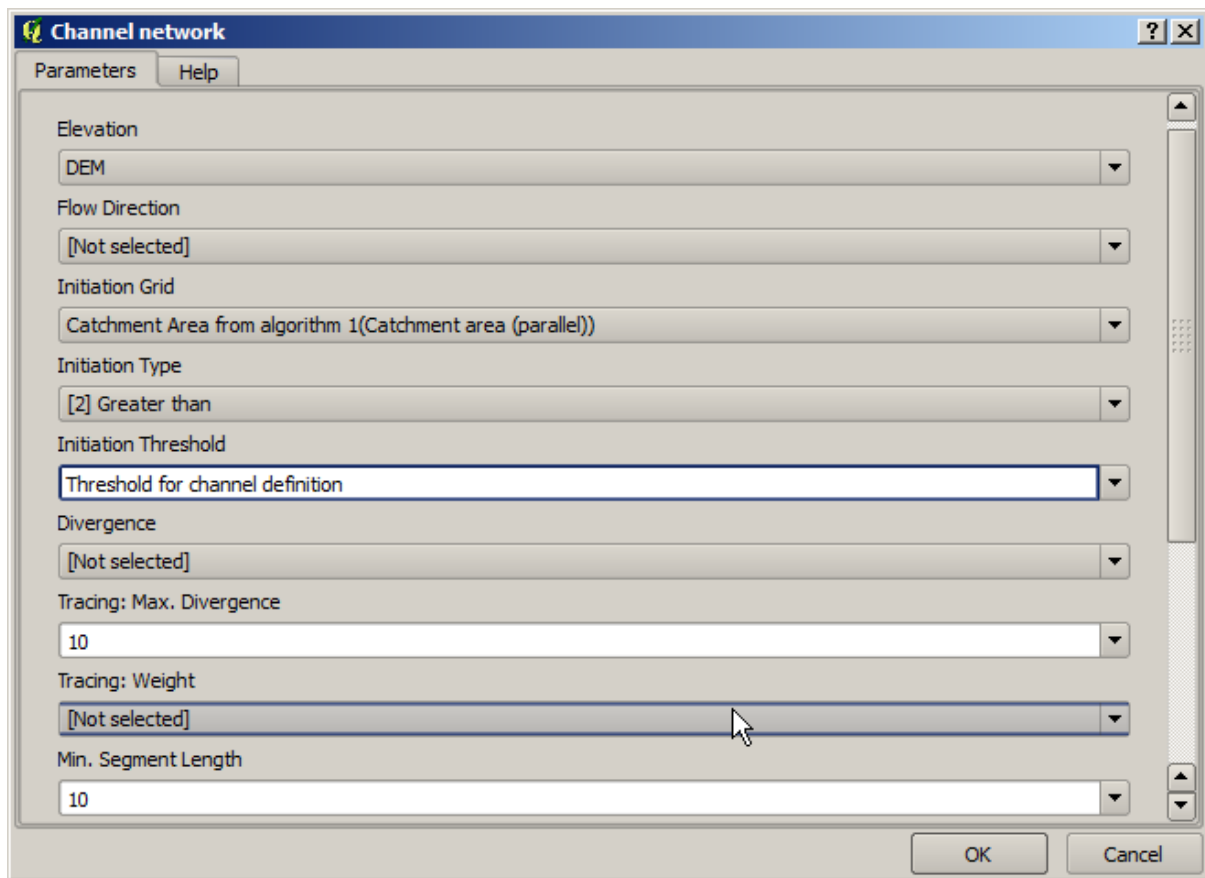 Channel network
Parameters Help
Elevation
DEM
Flow Direction
[Not selected]
Initiation Grid
Catchment Area from algorithm 1(Catchment area (parallel))
Initiation Type
[2] Greater than
Initiation Threshold
Threshold for channel definition
Divergence
[Not selected]
Tracing: Max. Divergence
10
Tracing: Weight
[Not selected]
Min. Segment Length
10
OK Cancel